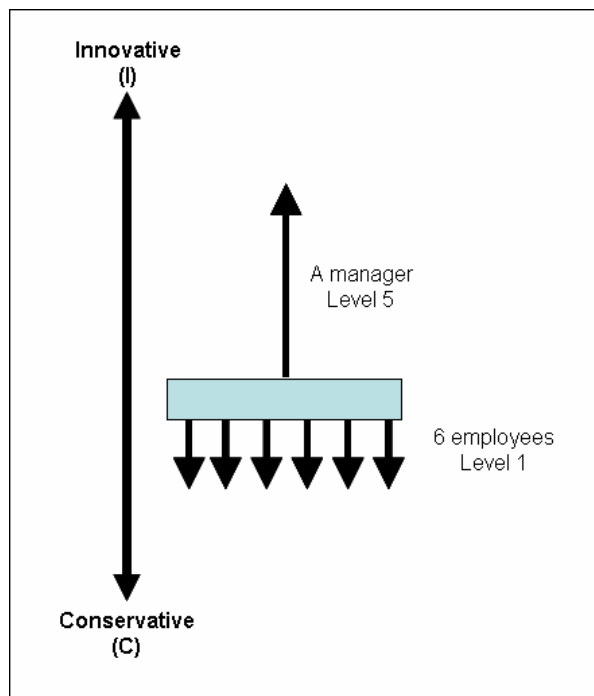 Innovative
(I)
A manager
Level 5
6 employees
Level 1
Conservative
(C)